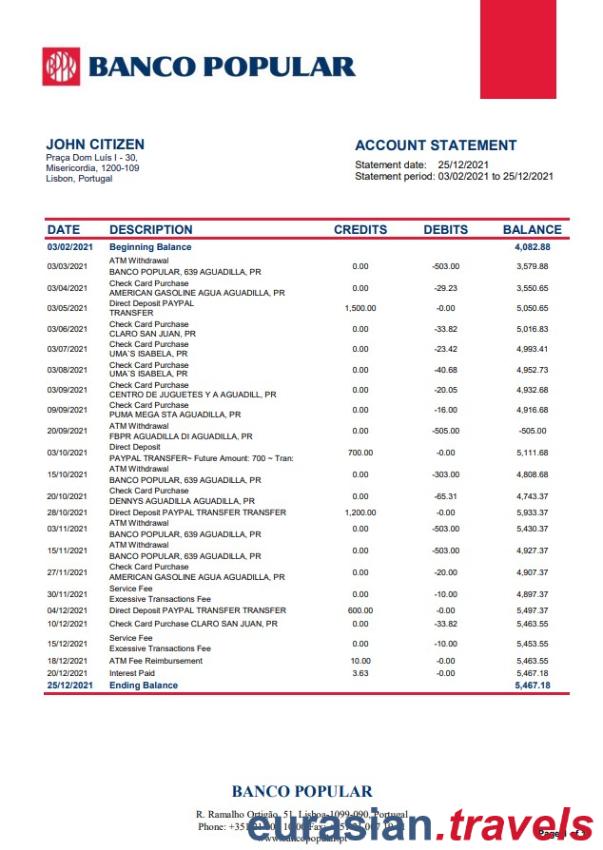 BANCO POPULAR
JOHN CITIZEN
Praça Dom Luís I - 30,
Misericordia, 1200-109
Lisbon, Portugal
ACCOUNT STATEMENT
Statement date: 25/12/2021
Statement period: 03/02/2021 to 25/12/2021
DATE DESCRIPTION CREDITS DEBITS BALANCE
03/02/2021 Beginning Balance 4,082.88
ATM Withdrawal
03/03/2021 BANCO POPULAR, 639 AGUADILLA, PR 0.00 -503.00 3,579.88
Check Card Purchase
03/04/2021 AMERICAN GASOLINE AGUA AGUADILLA, PR 0.00 -29.23 3,550.65
Direct Deposit PAYPAL
03/05/2021 TRANSFER 1,500.00 -0.00 5,050.65
Check Card Purchase
03/06/2021 CLARO SAN JUAN, PR 0.00 -33.82 5,016.83
Check Card Purchase
03/07/2021 UMA`S ISABELA, PR 0.00 -23.42 4,993.41
Check Card Purchase
03/08/2021 UMA`S ISABELA, PR 0.00 -40.68 4,952.73
Check Card Purchase
03/09/2021 CENTRO DE JUGUETES Y A AGUADILL, PR 0.00 -20.05 4,932.68
Check Card Purchase
09/09/2021 PUMA MEGA STA AGUADILLA, PR 0.00 -16.00 4,916.68
ATM Withdrawal
20/09/2021 FBPR AGUADILLA DI AGUADILLA, PR 0.00 -505.00 -505.00
Direct Deposit
03/10/2021 PAYPAL TRANSFER~ Future Amount: 700 ~ Tran: 700.00 -0.00 5,111.68
ATM Withdrawal
15/10/2021 BANCO POPULAR, 639 AGUADILLA, PR 0.00 -303.00 4,808.68
Check Card Purchase
20/10/2021 DENNYS AGUADILLA AGUADILLA, PR 0.00 -65.31 4,743.37
28/10/2021 Direct Deposit PAYPAL TRANSFER TRANSFER 1,200.00 -0.00 5,933.37
ATM Withdrawal
03/11/2021 BANCO POPULAR, 639 AGUADILLA, PR 0.00 -503.00 5,430.37
ATM Withdrawal
15/11/2021 BANCO POPULAR, 639 AGUADILLA, PR 0.00 -503.00 4,927.37
Check Card Purchase
27/11/2021 AMERICAN GASOLINE AGUA AGUADILLA, PR 0.00 -20.00 4,907.37
Service Fee
30/11/2021 Excessive Transactions Fee 0.00 -10.00 4,897.37
04/12/2021 Direct Deposit PAYPAL TRANSFER TRANSFER 600.00 -0.00 5,497.37
10/12/2021 Check Card Purchase CLARO SAN JUAN, PR 0.00 -33.82 5,463.55
Service Fee
15/12/2021 Excessive Transactions Fee 0.00 -10.00 5,453.55
18/12/2021 ATM Fee Reimbursement 10.00 -0.00 5,463.55
20/12/2021 Interest Paid 3.63 -0.00 5,467.18
25/12/2021 Ending Balance 5,467.18
BANCO POPULAR
R. Ramalho Ortigão, 51, Lisboa-1099-090, Portugal
Phone:
www.bancopopular.pt
eurasian.travels